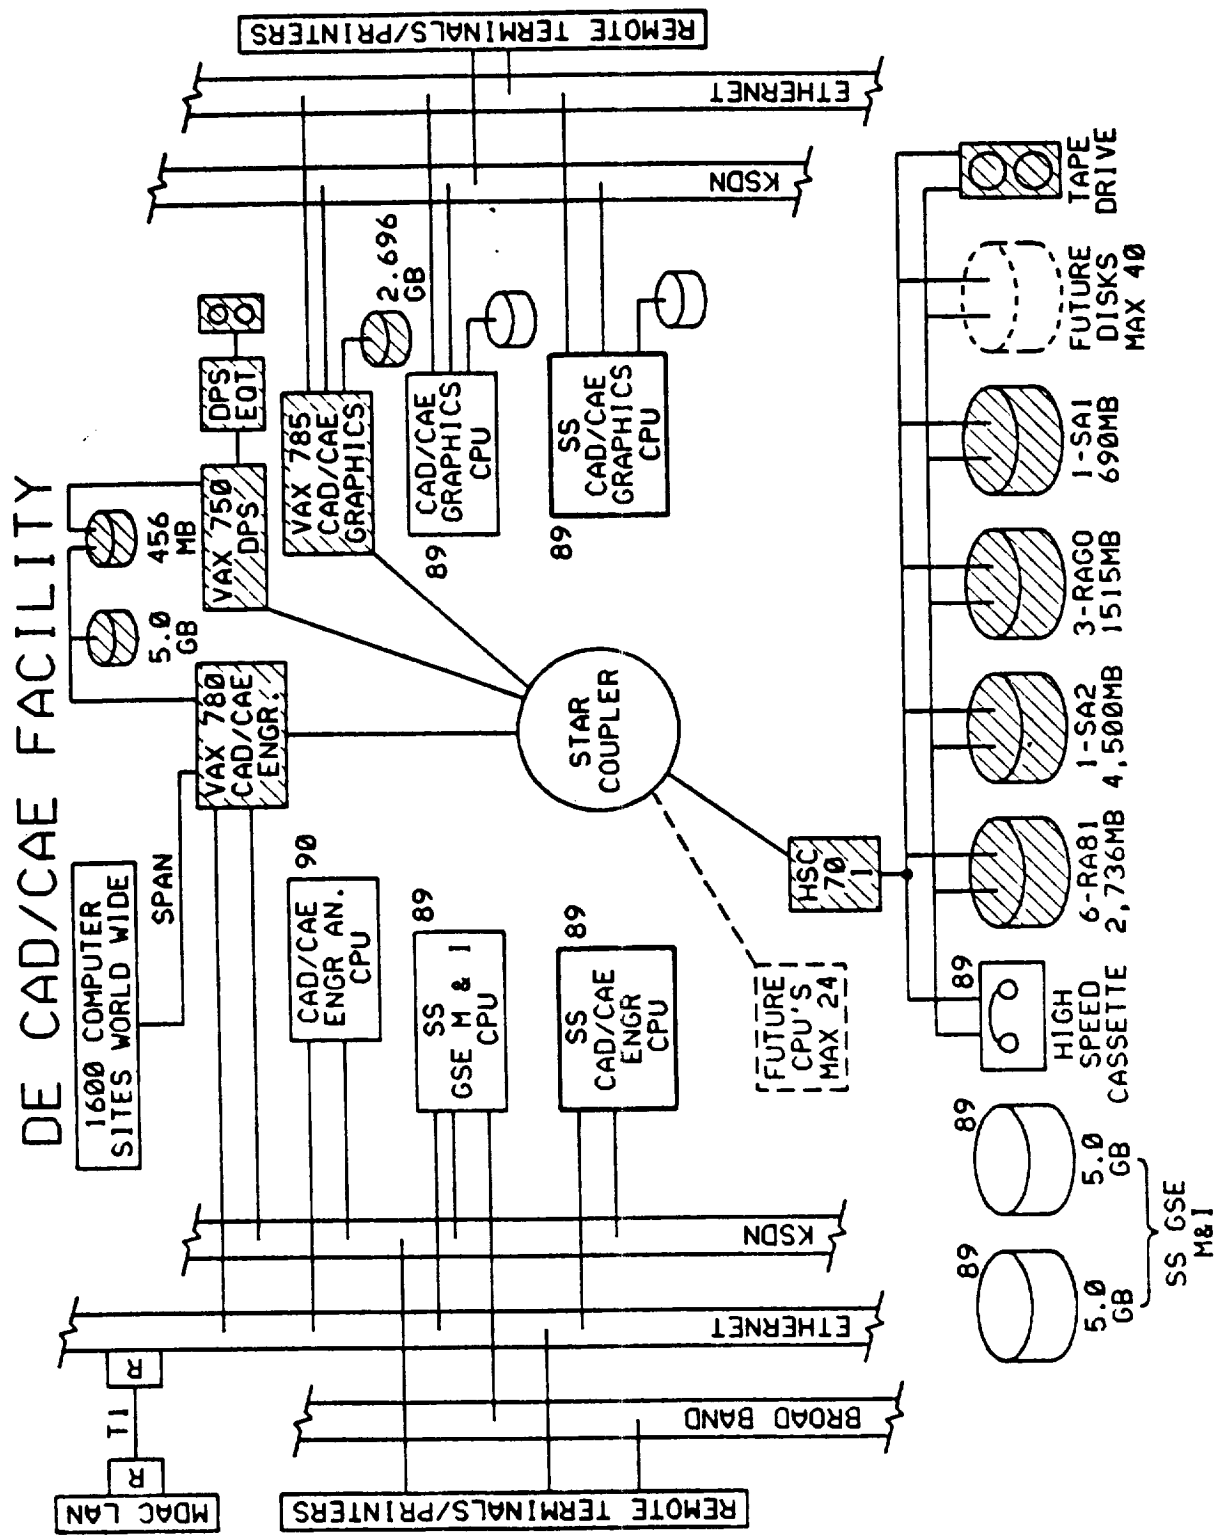 DE CAD/CAE FACILITY
MDAC LAN
R
T1
R
1600 COMPUTER
SITES WORLD WIDE
SPAN
VAX 780
CAD/CAE
ENGR.
5.0
GB
456
MB
VAX 750
DPS
DPS
EQT
REMOTE TERMINALS/PRINTERS
BROAD BAND
ETHERNET
KSDN
CAD/CAE
ENGR AN.
CPU
90
SS
GSE M & I
CPU
89
SS
CAD/CAE
ENGR
CPU
89
VAX 785
CAD/CAE
GRAPHICS
2.696
GB
CAD/CAE
GRAPHICS
CPU
89
SS
CAD/CAE
GRAPHICS
CPU
89
KSDN
ETHERNET
REMOTE TERMINALS/PRINTERS
STAR
COUPLER
FUTURE
CPU'S
MAX 24
HSC
70
1
89
5.0
GB
89
5.0
GB
SS GSE
M&I
89
HIGH
SPEED
CASSETTE
6-RA81
2,736MB
1-SA2
4,500MB
3-RAGO
1515MB
1-SA1
690MB
FUTURE
DISKS
MAX 40
TAPE
DRIVE